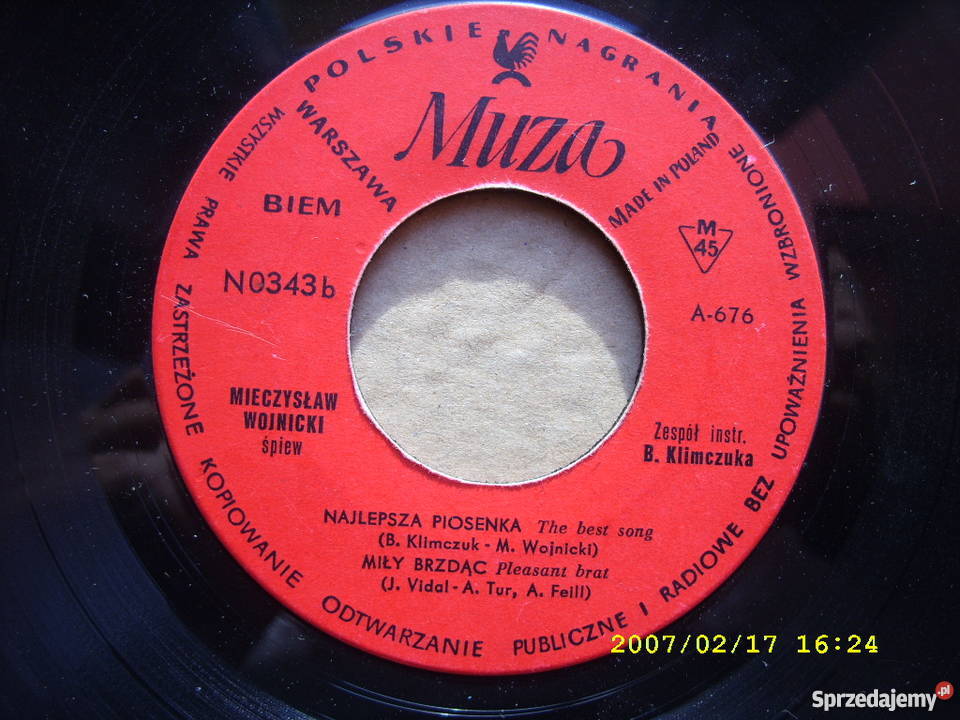 POLSKIE NAGRANIA
WARSZAWA
Muza
MADE IN POLAND
WSZYSTKIE PRAWA ZASTRZEŻONE KOPIOWANIE ODTWARZANIE PUBLICZNE I RADIOWE BEZ UPOWAŻNIENIA WZBRONIONE
BIEM
M
45
N0343b
A-676
MIECZYSŁAW
WOJNICKI
śpiew
Zespół instr.
B. Klimczuka
NAJLEPSZA PIOSENKA The best song
(B. Klimczuk - M. Wojnicki)
MIŁY BRZDĄC Pleasant brat
(J. Vidal - A. Tur, A. Feill)
2007/02/17 16:24
Sprzedajemy.pl